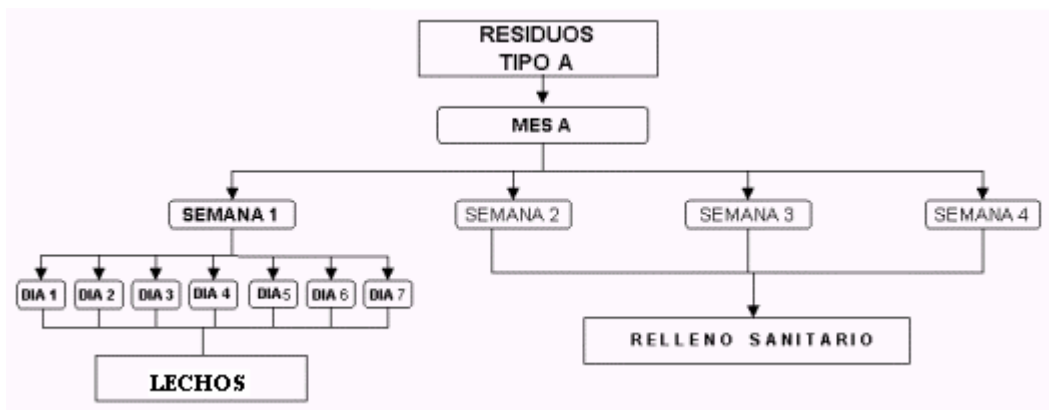 RESIDUOS
TIPO A
MES A
SEMANA 1
SEMANA 2
SEMANA 3
SEMANA 4
DIA 1
DIA 2
DIA 3
DIA 4
DIA 5
DIA 6
DIA 7
RELLENO SANITARIO
LECHOS